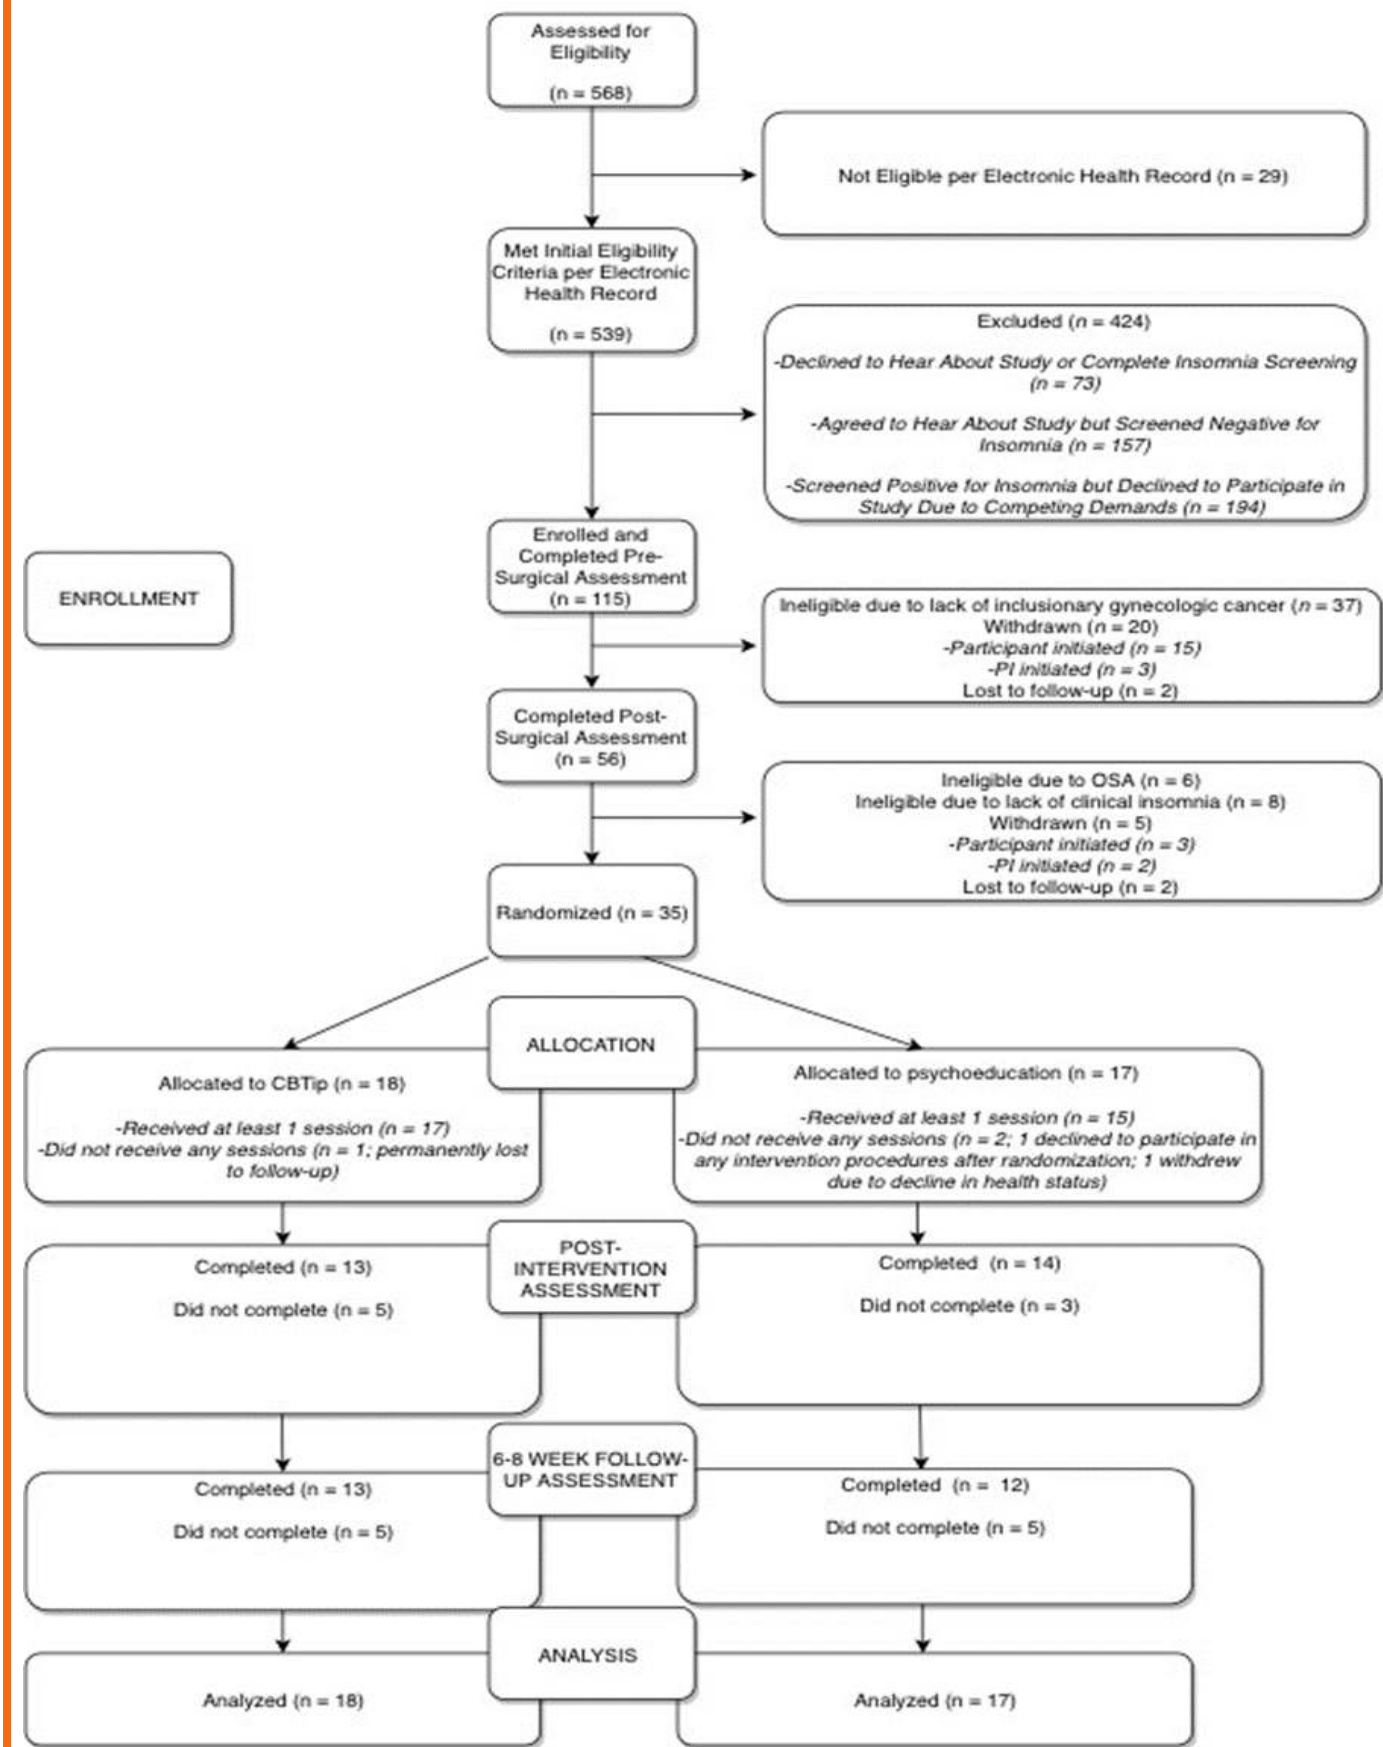 Assessed for
Eligibility
(n = 568)
Not Eligible per Electronic Health Record (n = 29)
Met Initial Eligibility
Criteria per Electronic
Health Record
(n = 539)
Excluded (n = 424)
-Declined to Hear About Study or Complete Insomnia Screening
(n = 73)
-Agreed to Hear About Study but Screened Negative for
Insomnia (n = 157)
-Screened Positive for Insomnia but Declined to Participate in
Study Due to Competing Demands (n = 194)
Enrolled and
Completed Pre-
Surgical Assessment
(n = 115)
ENROLLMENT
Ineligible due to lack of inclusionary gynecologic cancer (n = 37)
Withdrawn (n = 20)
-Participant initiated (n = 15)
-PI initiated (n = 3)
Lost to follow-up (n = 2)
Completed Post-
Surgical Assessment
(n = 56)
Ineligible due to OSA (n = 6)
Ineligible due to lack of clinical insomnia (n = 8)
Withdrawn (n = 5)
-Participant initiated (n = 3)
-PI initiated (n = 2)
Lost to follow-up (n = 2)
Randomized (n = 35)
ALLOCATION
Allocated to CBTip (n = 18)
-Received at least 1 session (n = 17)
-Did not receive any sessions (n = 1; permanently lost
to follow-up)
Allocated to psychoeducation (n = 17)
-Received at least 1 session (n = 15)
-Did not receive any sessions (n = 2; 1 declined to participate in
any intervention procedures after randomization; 1 withdrew
due to decline in health status)
POST-
INTERVENTION
ASSESSMENT
Completed (n = 13)
Did not complete (n = 5)
Completed (n = 14)
Did not complete (n = 3)
6-8 WEEK FOLLOW-
UP ASSESSMENT
Completed (n = 13)
Did not complete (n = 5)
Completed (n = 12)
Did not complete (n = 5)
ANALYSIS
Analyzed (n = 18)
Analyzed (n = 17)